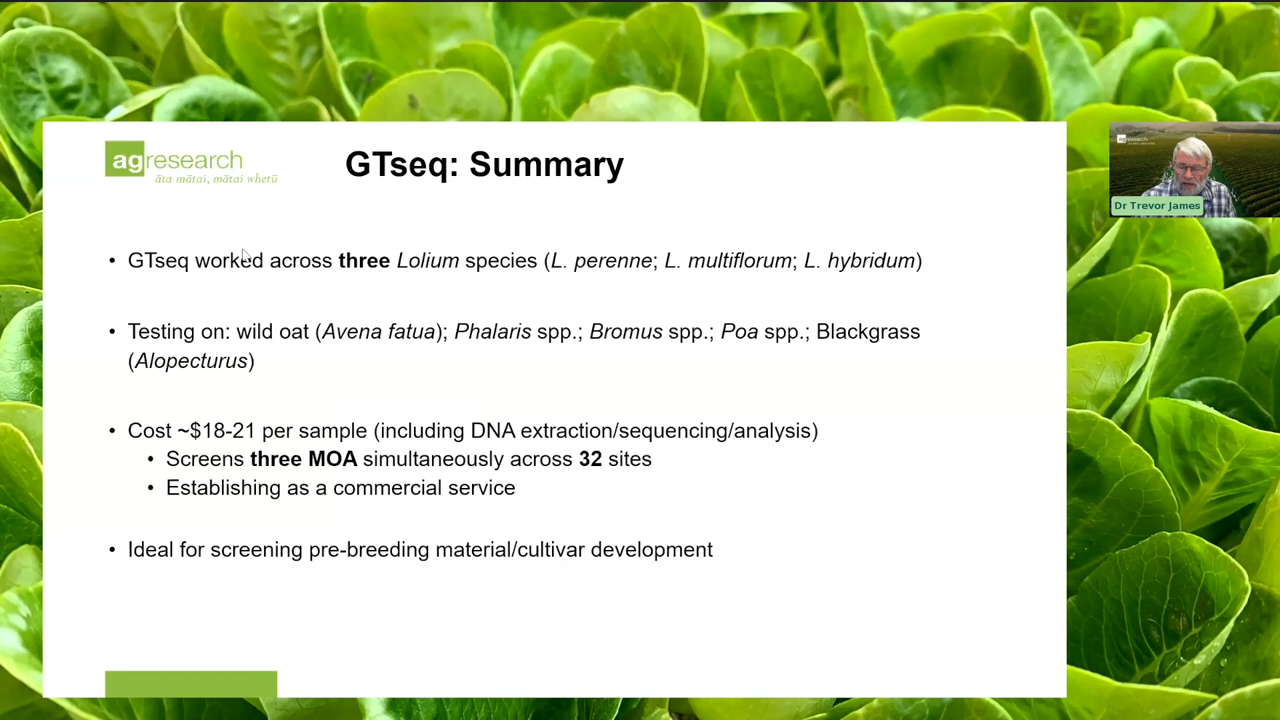 agresearch
āta mātai, mātai whetū
GTseq: Summary
Dr Trevor James
• GTseq worked across three Lolium species (L. perenne; L. multiflorum; L. hybridum)
• Testing on: wild oat (Avena fatua); Phalaris spp.; Bromus spp.; Poa spp.; Blackgrass
(Alopecturus)
• Cost ~$18-21 per sample (including DNA extraction/sequencing/analysis)
• Screens three MOA simultaneously across 32 sites
• Establishing as a commercial service
• Ideal for screening pre-breeding material/cultivar development